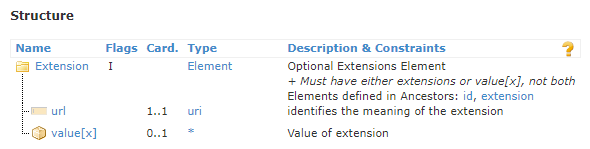 Structure
Name Flags Card. Type Description & Constraints ?
Extension I Element Optional Extensions Element
+ Must have either extensions or value[x], not both
Elements defined in Ancestors: id, extension
url 1..1 uri identifies the meaning of the extension
value[x] 0..1 * Value of extension